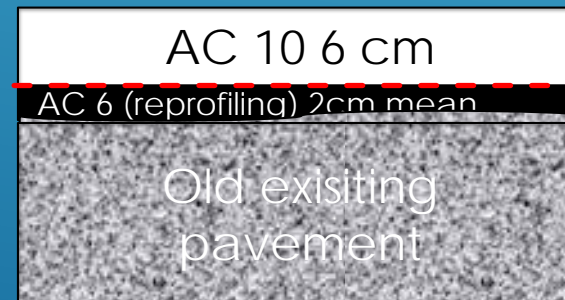 AC 10 6 cm
AC 6 (reprofiling) 2cm mean
Old exisiting
pavement